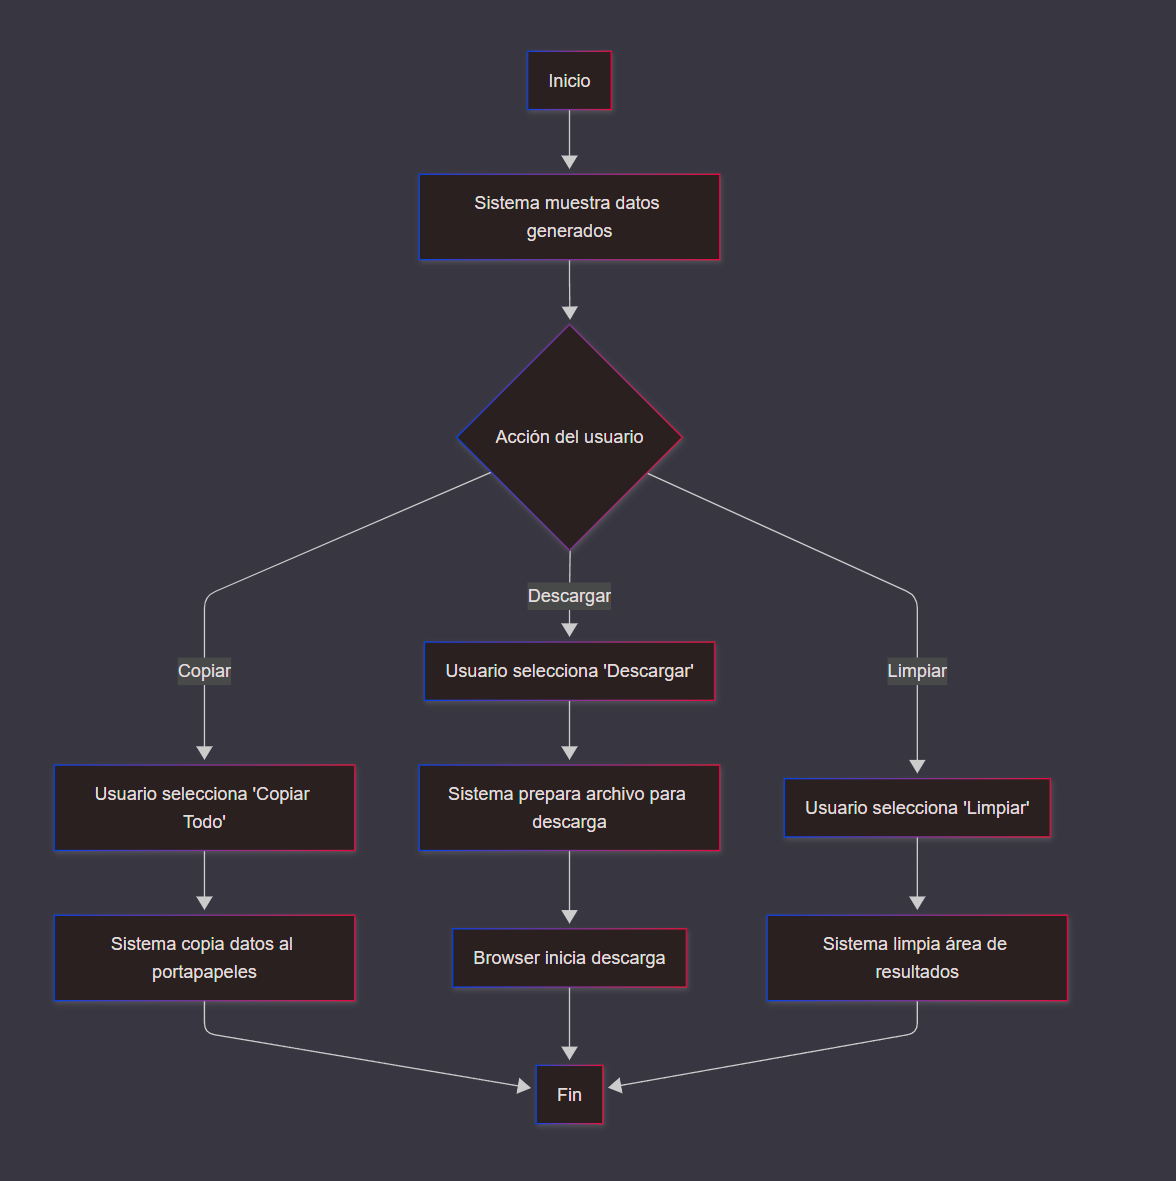 Inicio
Sistema muestra datos
generados
Acción del usuario
Descargar
Copiar
Usuario selecciona 'Descargar'
Limpiar
Usuario selecciona 'Copiar
Todo'
Sistema prepara archivo para
descarga
Usuario selecciona 'Limpiar'
Sistema copia datos al
portapapeles
Browser inicia descarga
Sistema limpia área de
resultados
Fin